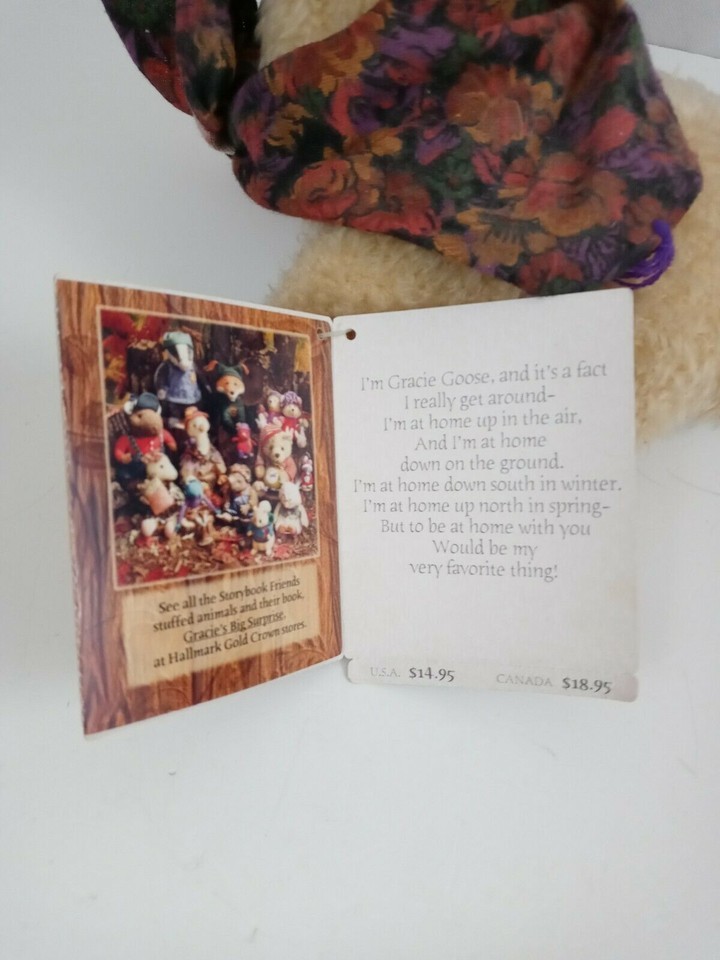 See all the Storybook Friends
stuffed animals and their book,
Gracie's Big Surprise,
at Hallmark Gold Crown stores.
I'm Gracie Goose, and it's a fact
I really get around-
I'm at home up in the air,
And I'm at home
down on the ground.
I'm at home down south in winter.
I'm at home up north in spring-
But to be at home with you
Would be my
very favorite thing!
U.S.A. $14.95 CANADA $18.95